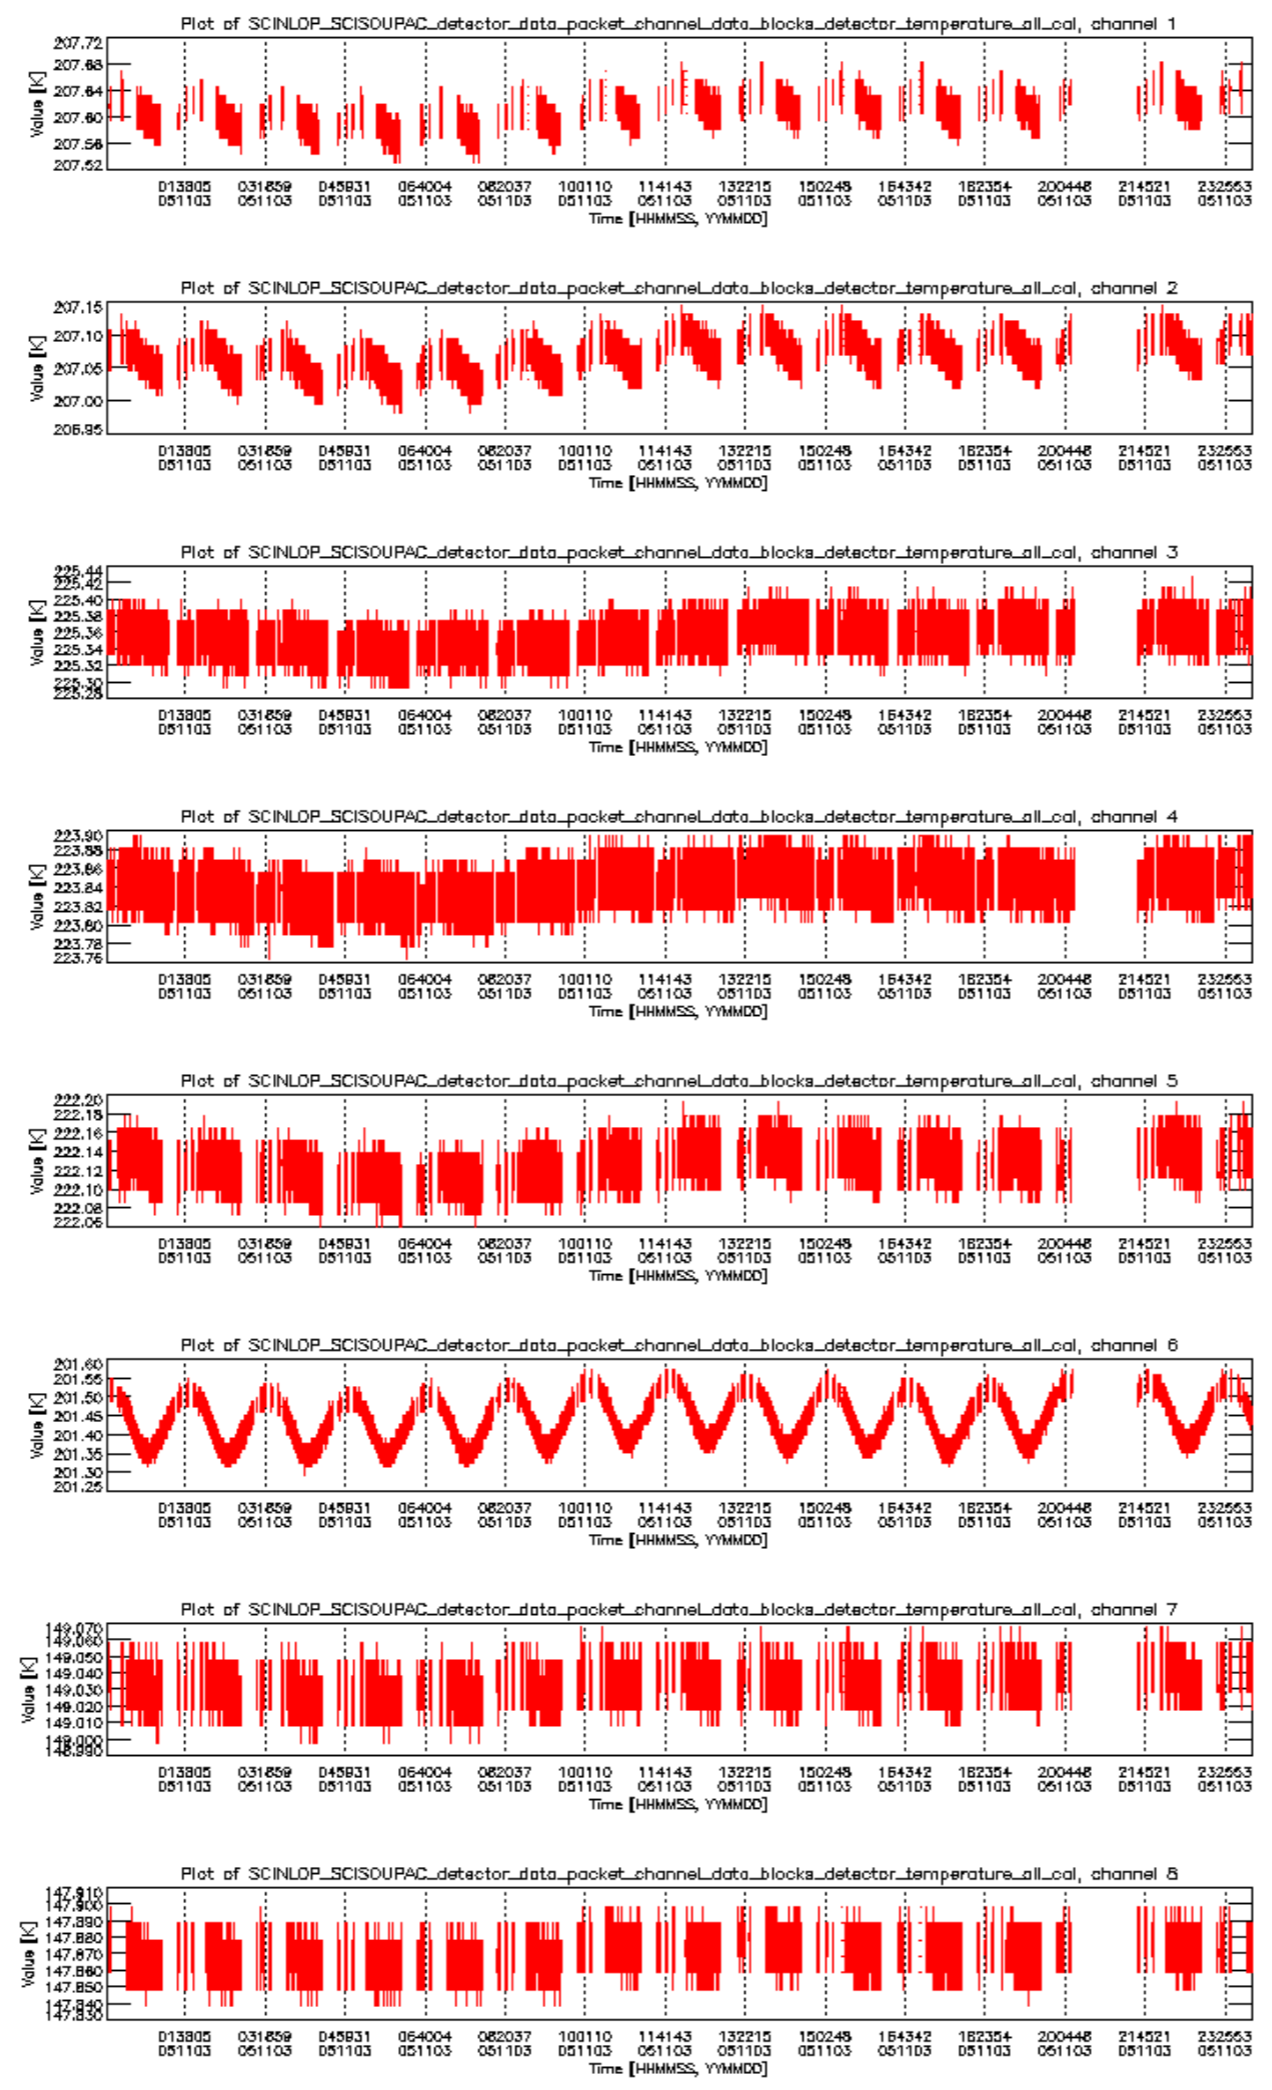 Plot of SCINLOP_SCISOUPAC_detector_data_packet_channel_data_blocks_detector_temperature_all_cal, channel 1
Value [K]
207.72
207.68
207.64
207.60
207.56
207.52
013805 031859 045931 064004 082037 100110 114143 132215 150248 164342 182354 200448 214521 232553
051103 051103 051103 051103 051103 051103 051103 051103 051103 051103 051103 051103 051103 051103
Time [HHMMSS, YYMMDD]
Plot of SCINLOP_SCISOUPAC_detector_data_packet_channel_data_blocks_detector_temperature_all_cal, channel 2
Value [K]
207.15
207.10
207.05
207.00
206.95
013805 031859 045931 064004 082037 100110 114143 132215 150248 164342 182354 200448 214521 232553
051103 051103 051103 051103 051103 051103 051103 051103 051103 051103 051103 051103 051103 051103
Time [HHMMSS, YYMMDD]
Plot of SCINLOP_SCISOUPAC_detector_data_packet_channel_data_blocks_detector_temperature_all_cal, channel 3
Value [K]
225.44
225.42
225.40
225.38
225.36
225.34
225.32
225.30
225.28
013805 031859 045931 064004 082037 100110 114143 132215 150248 164342 182354 200448 214521 232553
051103 051103 051103 051103 051103 051103 051103 051103 051103 051103 051103 051103 051103 051103
Time [HHMMSS, YYMMDD]
Plot of SCINLOP_SCISOUPAC_detector_data_packet_channel_data_blocks_detector_temperature_all_cal, channel 4
Value [K]
223.90
223.88
223.86
223.84
223.82
223.80
223.78
223.76
013805 031859 045931 064004 082037 100110 114143 132215 150248 164342 182354 200448 214521 232553
051103 051103 051103 051103 051103 051103 051103 051103 051103 051103 051103 051103 051103 051103
Time [HHMMSS, YYMMDD]
Plot of SCINLOP_SCISOUPAC_detector_data_packet_channel_data_blocks_detector_temperature_all_cal, channel 5
Value [K]
222.20
222.18
222.16
222.14
222.12
222.10
222.08
222.06
013805 031859 045931 064004 082037 100110 114143 132215 150248 164342 182354 200448 214521 232553
051103 051103 051103 051103 051103 051103 051103 051103 051103 051103 051103 051103 051103 051103
Time [HHMMSS, YYMMDD]
Plot of SCINLOP_SCISOUPAC_detector_data_packet_channel_data_blocks_detector_temperature_all_cal, channel 6
Value [K]
201.60
201.55
201.50
201.45
201.40
201.35
201.30
201.25
013805 031859 045931 064004 082037 100110 114143 132215 150248 164342 182354 200448 214521 232553
051103 051103 051103 051103 051103 051103 051103 051103 051103 051103 051103 051103 051103 051103
Time [HHMMSS, YYMMDD]
Plot of SCINLOP_SCISOUPAC_detector_data_packet_channel_data_blocks_detector_temperature_all_cal, channel 7
Value [K]
149.070
149.060
149.050
149.040
149.030
149.020
149.010
149.000
148.990
013805 031859 045931 064004 082037 100110 114143 132215 150248 164342 182354 200448 214521 232553
051103 051103 051103 051103 051103 051103 051103 051103 051103 051103 051103 051103 051103 051103
Time [HHMMSS, YYMMDD]
Plot of SCINLOP_SCISOUPAC_detector_data_packet_channel_data_blocks_detector_temperature_all_cal, channel 8
Value [K]
147.910
147.900
147.890
147.880
147.870
147.860
147.850
147.840
147.830
013805 031859 045931 064004 082037 100110 114143 132215 150248 164342 182354 200448 214521 232553
051103 051103 051103 051103 051103 051103 051103 051103 051103 051103 051103 051103 051103 051103
Time [HHMMSS, YYMMDD]